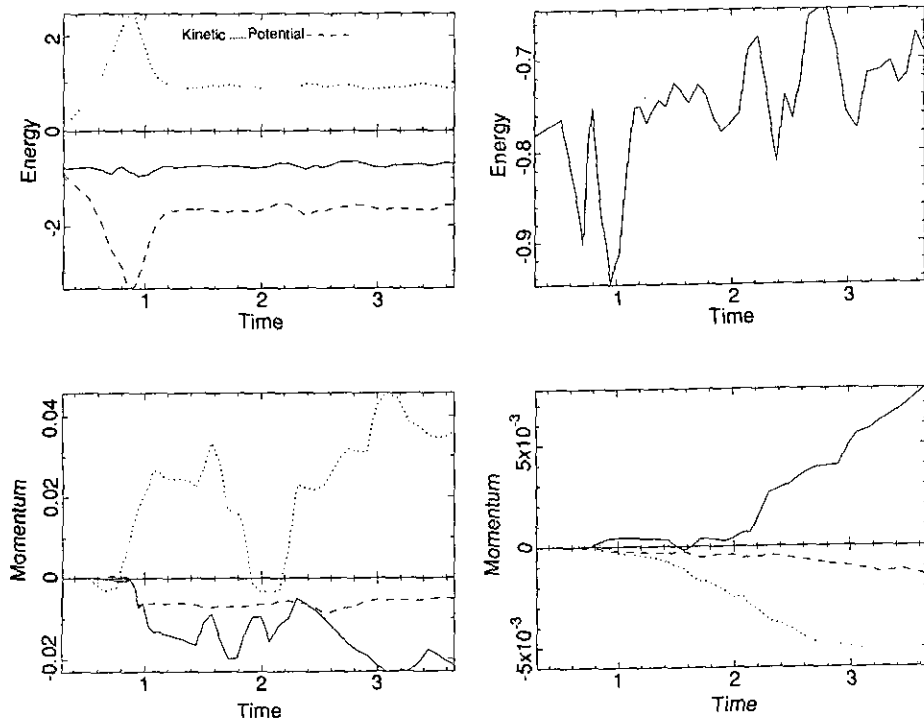 Kinetic ..... Potential - - - -
2
0
-2
Energy
1 2 3
Time
-0.7
-0.8
-0.9
Energy
1 2 3
Time
0.04
0.02
0
-0.02
Momentum
1 2 3
Time
5x10⁻³
0
-5x10⁻³
Momentum
1 2 3
Time